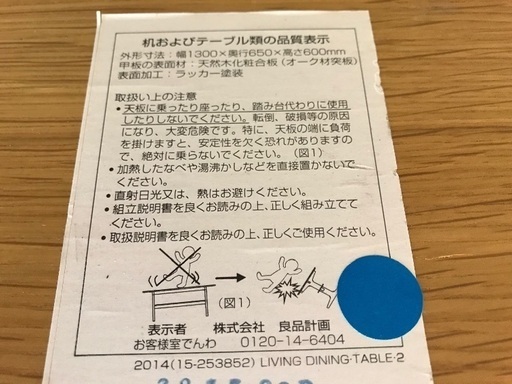 机およびテーブル類の品質表示
外形寸法：幅1300×奥行650×高さ600mm
甲板の表面材：天然木化粧合板（オーク材突板）
表面加工：ラッカー塗装
取扱い上の注意
・天板に乗ったり座ったり、踏み台代わりに使用
したりしないでください。転倒、破損等の原因
になり、大変危険です。特に、天板の端に負荷
を掛けますと、安定性を欠く恐れがありますの
で、絶対に乗らないでください。（図1）
・加熱したなべや湯沸かしなどを直接置かないで
ください。
・直射日光又は、熱はお避けください。
・組立説明書を良くお読みの上、正しく組み立てて
ください。
・取扱説明書を良くお読みの上、正しくご使用ください。
（図1）
表示者　株式会社　良品計画
お客様室でんわ　0120-14-6404
2014(15-253852) LIVING DINING・TABLE・2